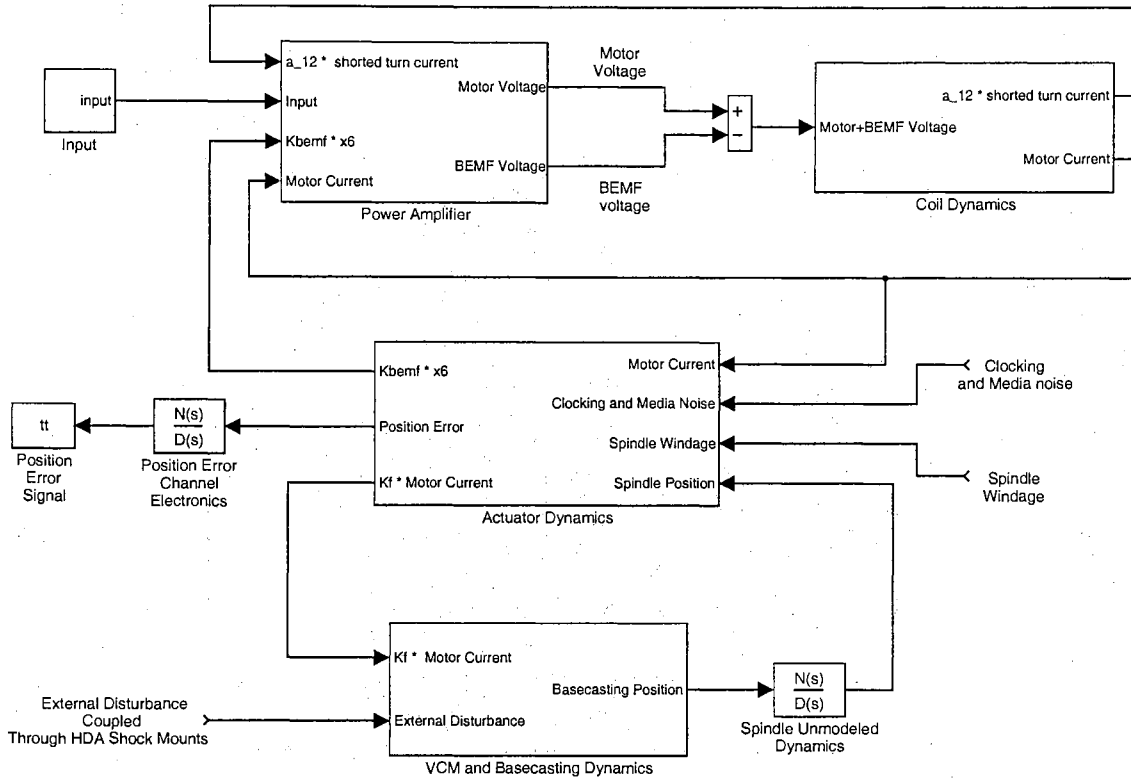 input
Input
a_12 * shorted turn current
Input
Kbemf * x6
Motor Current
Motor Voltage
BEMF Voltage
Power Amplifier
Motor
Voltage
BEMF
voltage
+
−
Motor+BEMF Voltage
a_12 * shorted turn current
Motor Current
Coil Dynamics
Kbemf * x6
Position Error
Kf * Motor Current
Motor Current
Clocking and Media Noise
Spindle Windage
Spindle Position
Actuator Dynamics
Clocking
and Media noise
Spindle
Windage
tt
Position
Error
Signal
N(s)
D(s)
Position Error
Channel
Electronics
Kf * Motor Current
External Disturbance
Basecasting Position
VCM and Basecasting Dynamics
External Disturbance
Coupled
Through HDA Shock Mounts
N(s)
D(s)
Spindle Unmodeled
Dynamics